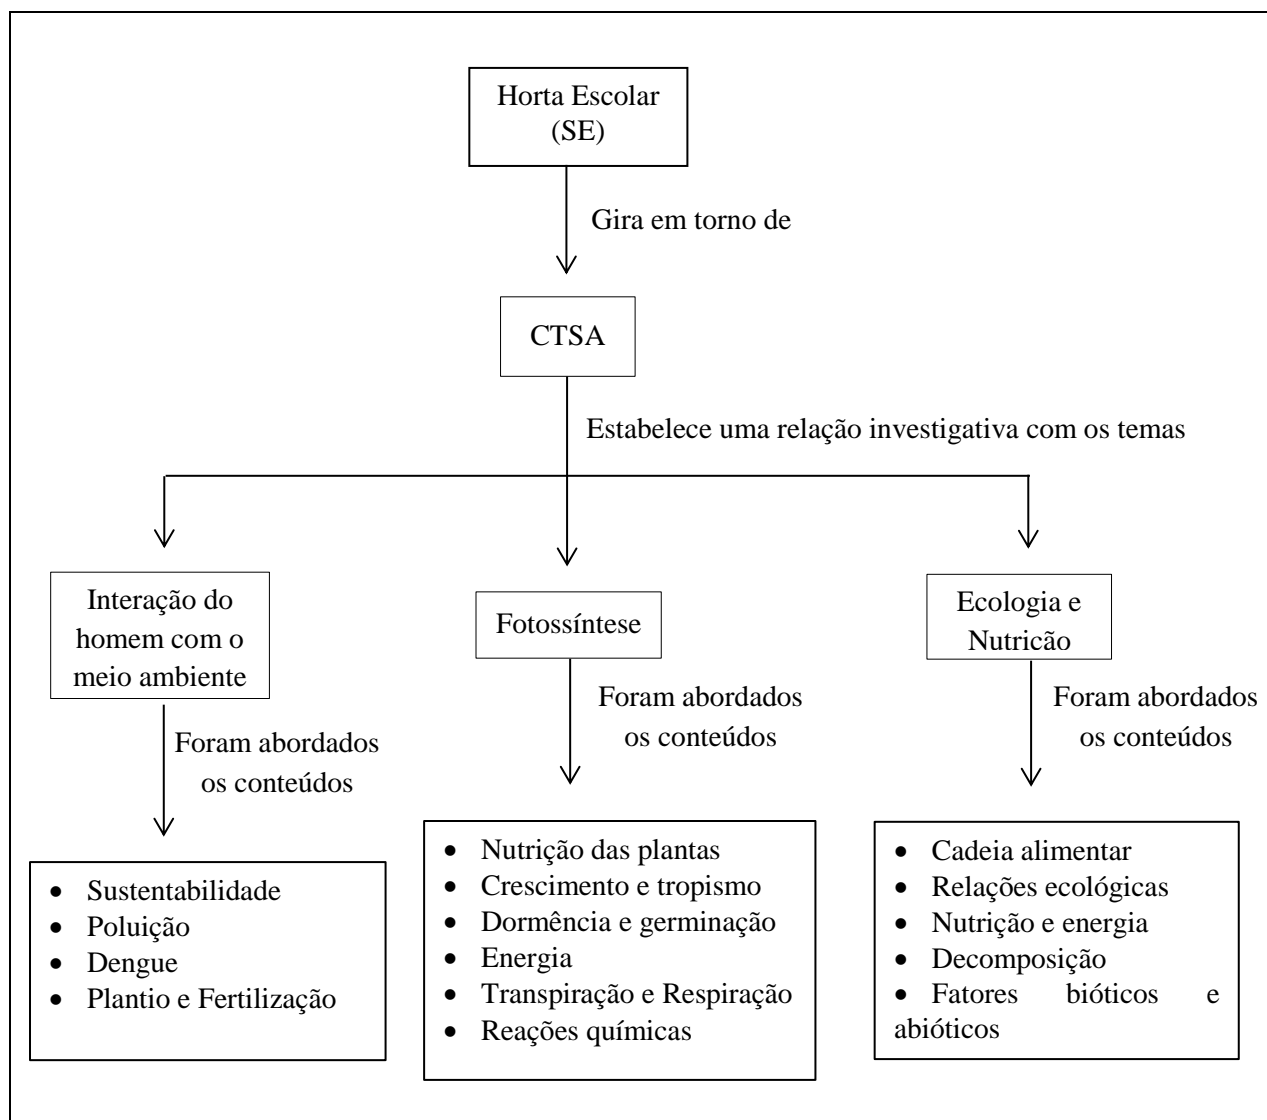 Horta Escolar
(SE)
Gira em torno de
CTSA
Estabelece uma relação investigativa com os temas
Interação do
homem com o
meio ambiente
Fotossíntese
Ecologia e
Nutricão
Foram abordados
os conteúdos
Foram abordados
os conteúdos
Foram abordados
os conteúdos
• Sustentabilidade
• Poluição
• Dengue
• Plantio e Fertilização
• Nutrição das plantas
• Crescimento e tropismo
• Dormência e germinação
• Energia
• Transpiração e Respiração
• Reações químicas
• Cadeia alimentar
• Relações ecológicas
• Nutrição e energia
• Decomposição
• Fatores bióticos e
abióticos